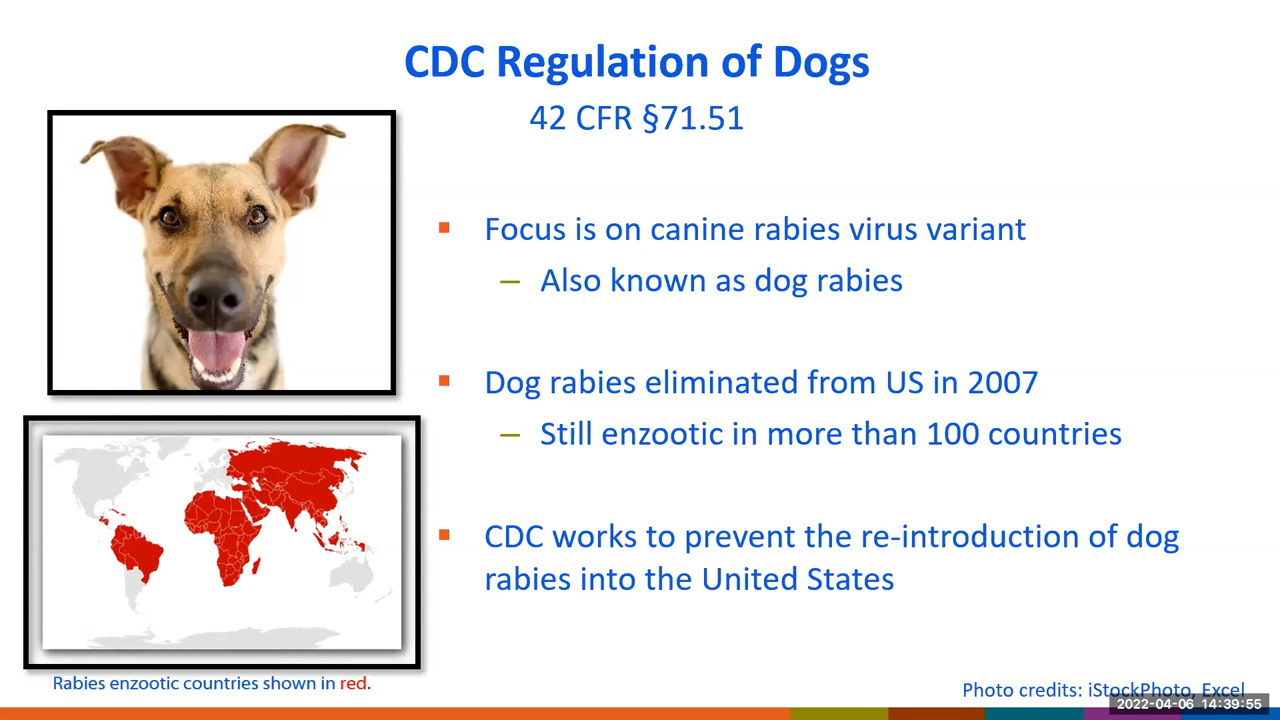 CDC Regulation of Dogs
42 CFR §71.51
Focus is on canine rabies virus variant
– Also known as dog rabies
Dog rabies eliminated from US in 2007
– Still enzootic in more than 100 countries
CDC works to prevent the re-introduction of dog
rabies into the United States
Rabies enzootic countries shown in red.
Photo credits: iStockPhoto, Excel
2022-04-06 14:39:55